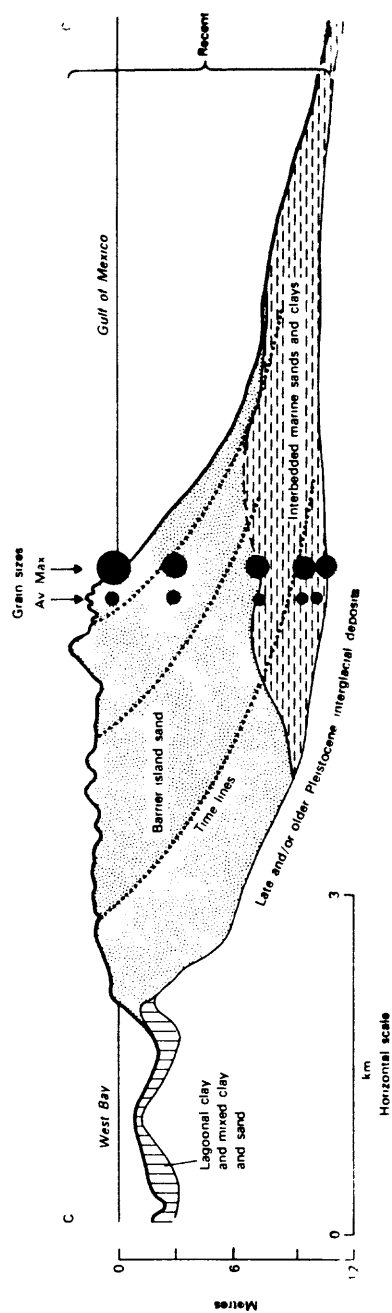 C
West Bay
Gulf of Mexico
Recent
Grain sizes
Av Max
Barrier island sand
Time lines
Interbedded marine sands and clays
Late and/or older Pleistocene interglacial deposits
Lagoonal clay
and mixed clay
and sand
0
6
12
Metres
0
3
km
Horizontal scale